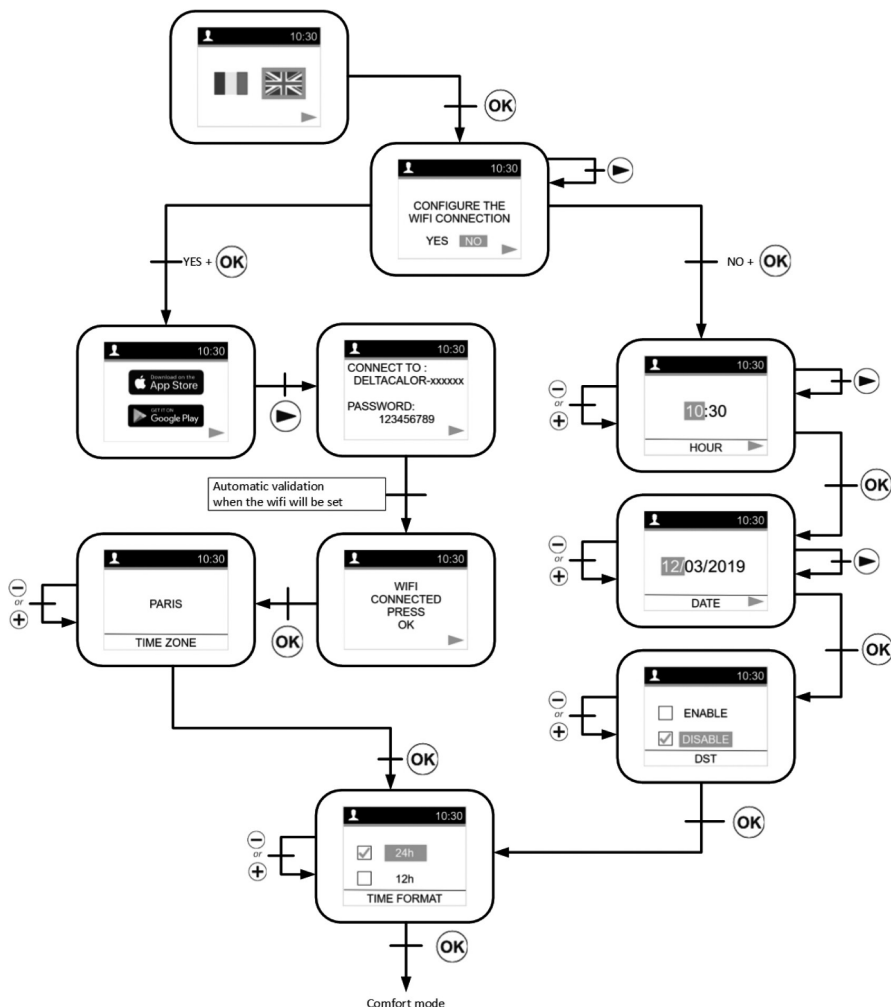 10:30
OK
10:30
CONFIGURE THE
WIFI CONNECTION
YES NO
YES + OK
NO + OK
10:30
Download on the
App Store
GET IT ON
Google Play
10:30
CONNECT TO :
DELTACALOR-xxxxxx
PASSWORD:
123456789
10:30
10:30
HOUR
- or +
OK
Automatic validation
when the wifi will be set
10:30
PARIS
TIME ZONE
- or +
10:30
WIFI
CONNECTED
PRESS
OK
OK
10:30
12/03/2019
DATE
- or +
OK
10:30
ENABLE
DISABLE
DST
- or +
OK
OK
10:30
24h
12h
TIME FORMAT
- or +
OK
Comfort mode